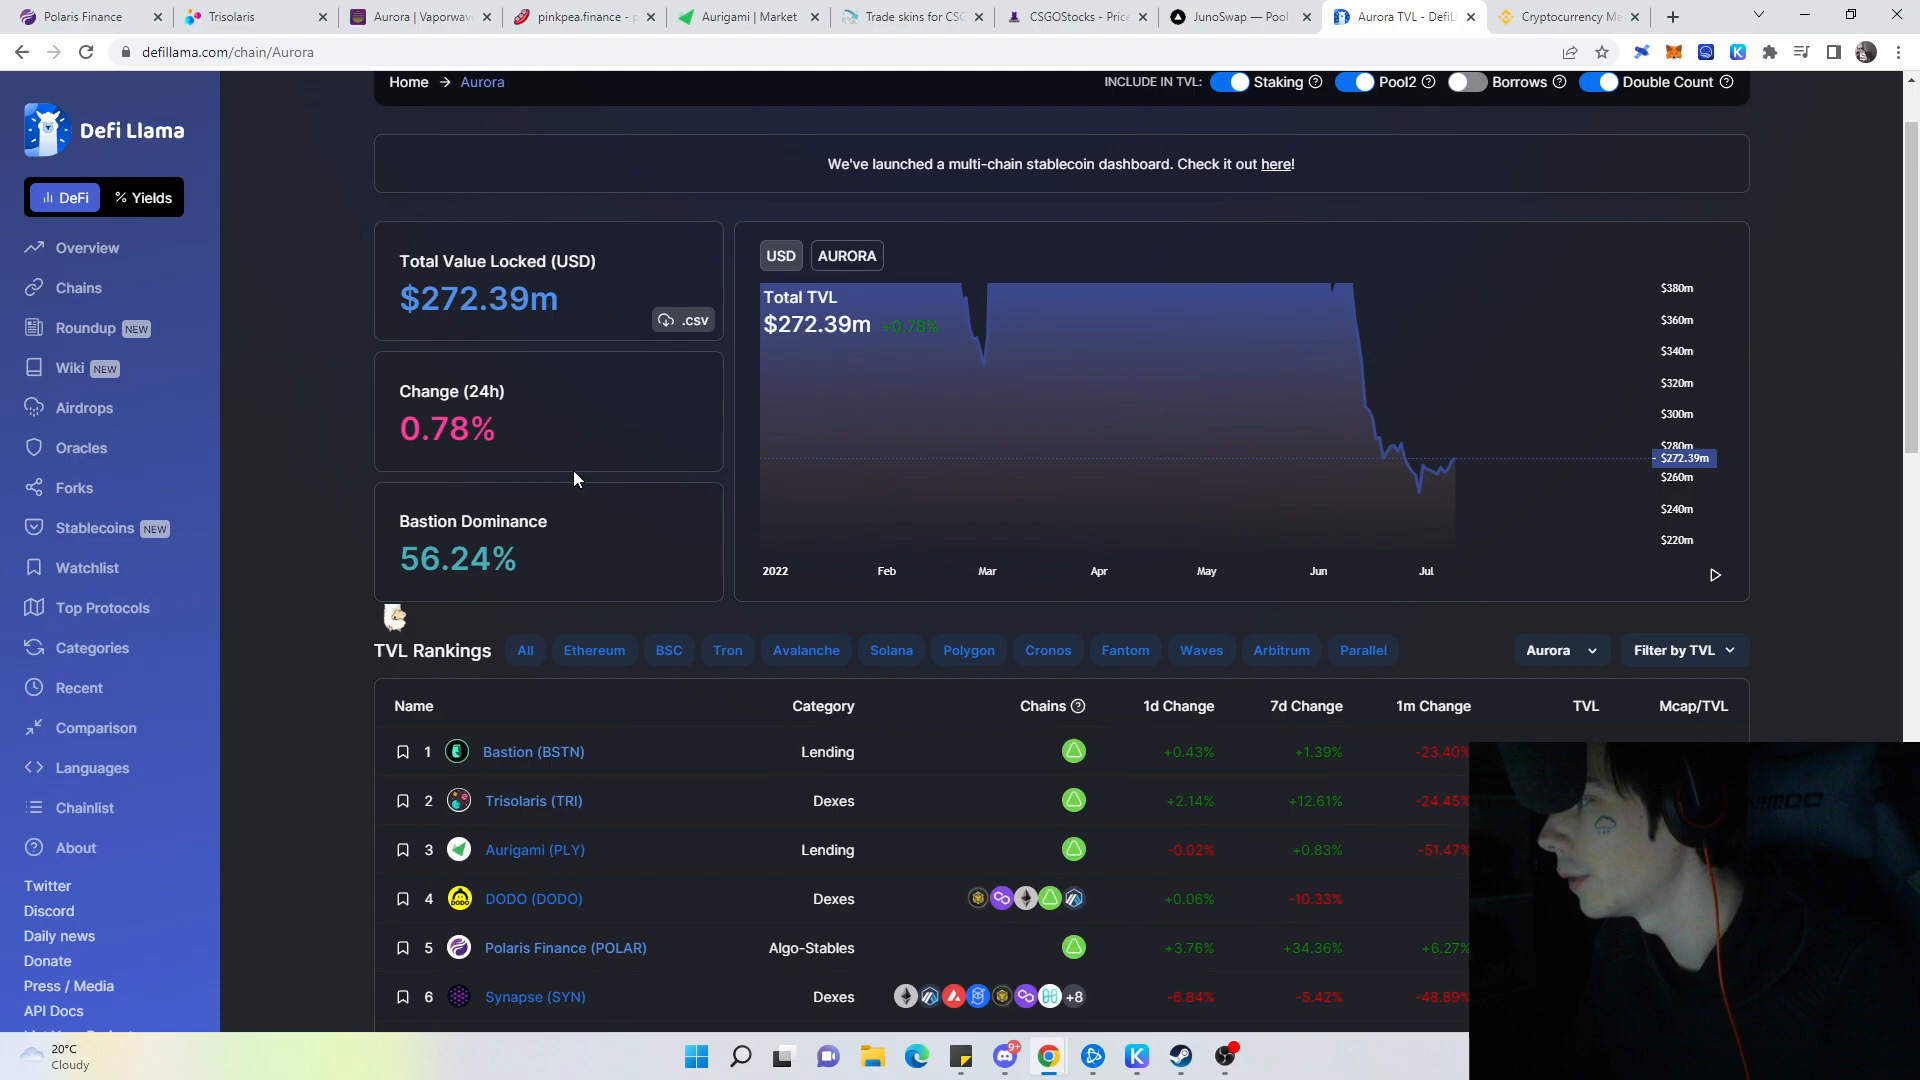 Polaris Finance
Trisolaris
Aurora | Vaporwav
pinkpea.finance - p
Aurigami | Market
Trade skins for CSG
CSGOStocks - Price
JunoSwap — Pool
Aurora TVL - DefiL
Cryptocurrency Ma
defillama.com/chain/Aurora
Defi Llama
DeFi
% Yields
Overview
Chains
Roundup NEW
Wiki NEW
Airdrops
Oracles
Forks
Stablecoins NEW
Watchlist
Top Protocols
Categories
Recent
Comparison
Languages
Chainlist
About
Twitter
Discord
Daily news
Donate
Press / Media
API Docs
Home → Aurora
INCLUDE IN TVL: Staking ? Pool2 ? Borrows ? Double Count ?
We've launched a multi-chain stablecoin dashboard. Check it out here!
Total Value Locked (USD)
$272.39m
.csv
Change (24h)
0.78%
Bastion Dominance
56.24%
USD AURORA
Total TVL
$272.39m +0.78%
$380m
$360m
$340m
$320m
$300m
$280m
$272.39m
$260m
$240m
$220m
2022 Feb Mar Apr May Jun Jul
TVL Rankings All Ethereum BSC Tron Avalanche Solana Polygon Cronos Fantom Waves Arbitrum Parallel Aurora Filter by TVL
Name Category Chains ? 1d Change 7d Change 1m Change TVL Mcap/TVL
1 Bastion (BSTN) Lending +0.43% +1.39% -23.40%
2 Trisolaris (TRI) Dexes +2.14% +12.61% -24.45%
3 Aurigami (PLY) Lending -0.02% +0.83% -51.47%
4 DODO (DODO) Dexes +0.06% -10.33%
5 Polaris Finance (POLAR) Algo-Stables +3.76% +34.36% +6.27%
6 Synapse (SYN) Dexes +8 -6.84% -5.42% -48.89%
20°C
Cloudy
9+